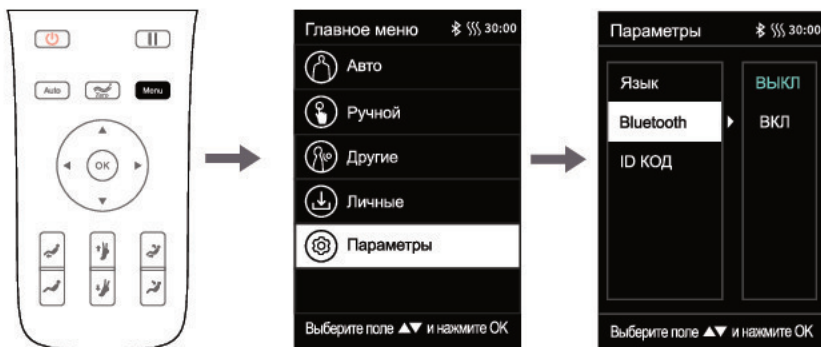 Auto
Zero
Menu
OK
Главное меню 30:00
Авто
Ручной
Другие
Личные
Параметры
Выберите поле ▲▼ и нажмите OK
Параметры 30:00
Язык
Bluetooth
ID КОД
ВЫКЛ
ВКЛ
Выберите поле ▲▼ и нажмите OK